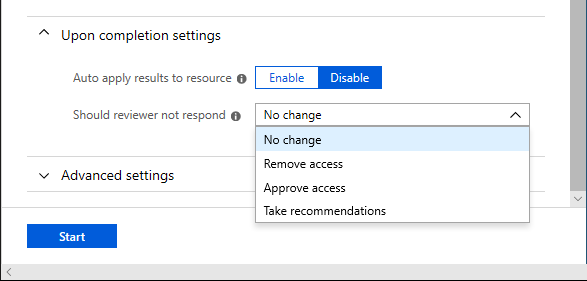 Upon completion settings
Auto apply results to resource Enable Disable
Should reviewer not respond No change
No change
Remove access
Approve access
Take recommendations
Advanced settings
Start